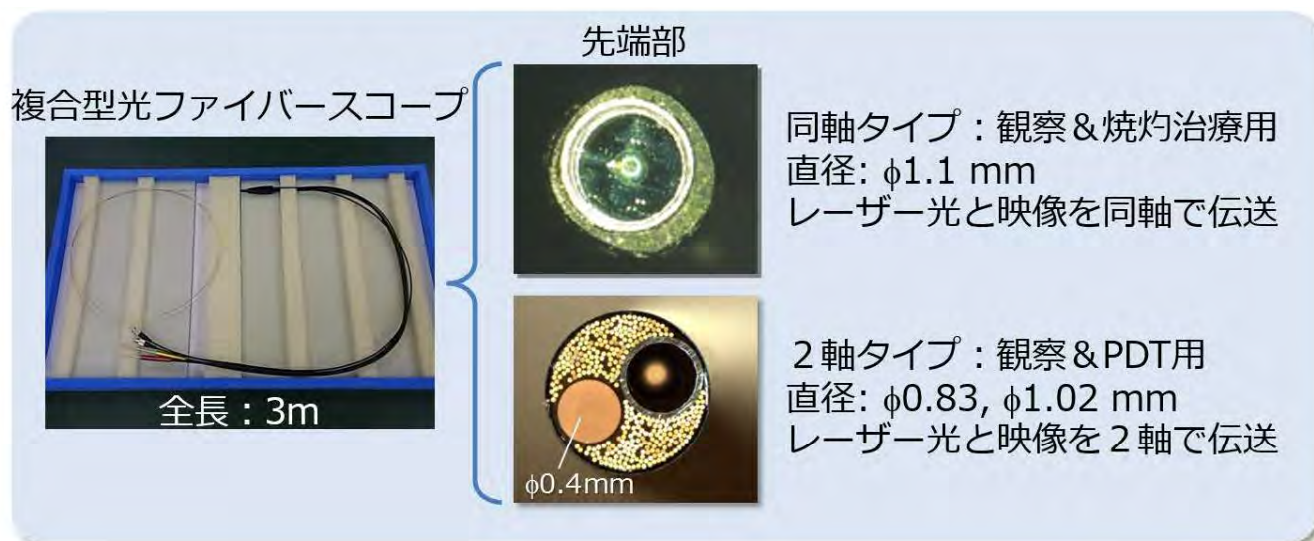 複合型光ファイバースコープ
全長：3m
先端部
同軸タイプ：観察＆焼灼治療用
直径: φ1.1 mm
レーザー光と映像を同軸で伝送
φ0.4mm
２軸タイプ：観察＆PDT用
直径: φ0.83, φ1.02 mm
レーザー光と映像を２軸で伝送